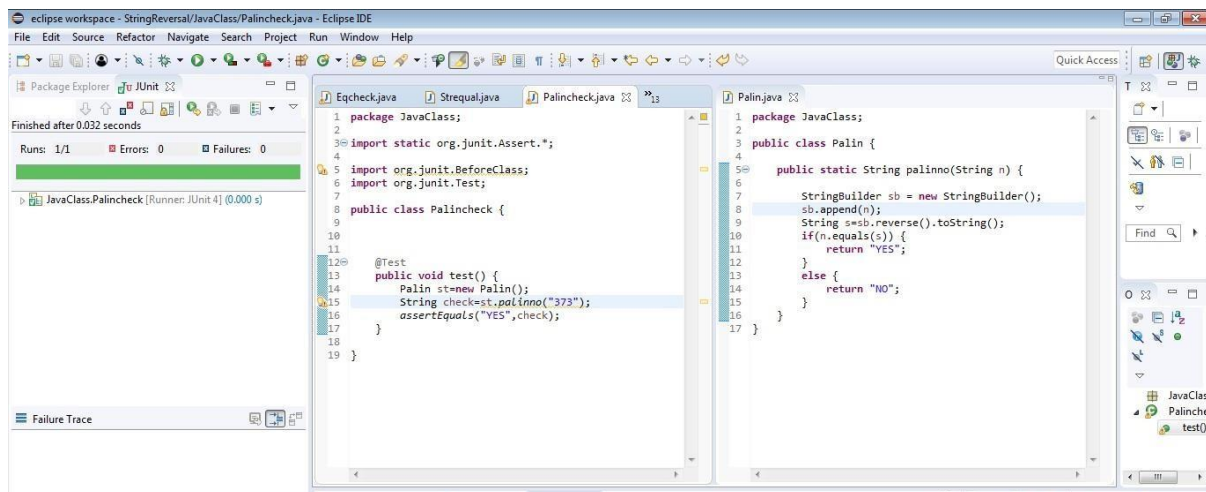 eclipse workspace - StringReversal/JavaClass/Palincheck.java - Eclipse IDE
File Edit Source Refactor Navigate Search Project Run Window Help
Quick Access
Package Explorer JUnit
Finished after 0.032 seconds
Runs: 1/1 Errors: 0 Failures: 0
JavaClass.Palincheck [Runner: JUnit 4] (0.000 s)
Failure Trace
Eqcheck.java Strequal.java Palincheck.java »13
1 package JavaClass;
2
3 import static org.junit.Assert.*;
4
5 import org.junit.BeforeClass;
6 import org.junit.Test;
7
8 public class Palincheck {
9
10
11
12 @Test
13 public void test() {
14 Palin st=new Palin();
15 String check=st.palinno("373");
16 assertEquals("YES",check);
17 }
18
19 }
Palin.java
1 package JavaClass;
2
3 public class Palin {
4
5 public static String palinno(String n) {
6
7 StringBuilder sb = new StringBuilder();
8 sb.append(n);
9 String s=sb.reverse().toString();
10 if(n.equals(s)) {
11 return "YES";
12 }
13 else {
14 return "NO";
15 }
16 }
17 }
T
Find
O
JavaClas
Palinche
test()